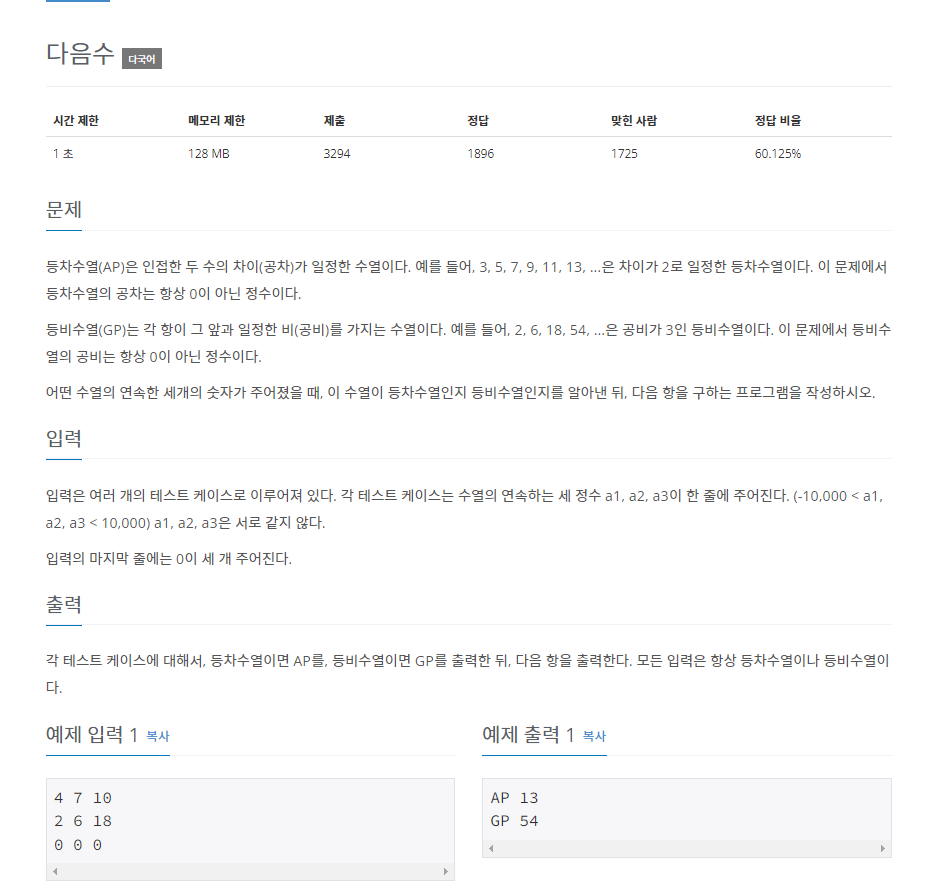 다음수 다국어
시간 제한 메모리 제한 제출 정답 맞힌 사람 정답 비율
1 초 128 MB 3294 1896 1725 60.125%
문제
등차수열(AP)은 인접한 두 수의 차이(공차)가 일정한 수열이다. 예를 들어, 3, 5, 7, 9, 11, 13, ...은 차이가 2로 일정한 등차수열이다. 이 문제에서
등차수열의 공차는 항상 0이 아닌 정수이다.
등비수열(GP)는 각 항이 그 앞과 일정한 비(공비)를 가지는 수열이다. 예를 들어, 2, 6, 18, 54, ...은 공비가 3인 등비수열이다. 이 문제에서 등비수
열의 공비는 항상 0이 아닌 정수이다.
어떤 수열의 연속한 세개의 숫자가 주어졌을 때, 이 수열이 등차수열인지 등비수열인지를 알아낸 뒤, 다음 항을 구하는 프로그램을 작성하시오.
입력
입력은 여러 개의 테스트 케이스로 이루어져 있다. 각 테스트 케이스는 수열의 연속하는 세 정수 a1, a2, a3이 한 줄에 주어진다. (-10,000 < a1,
a2, a3 < 10,000) a1, a2, a3은 서로 같지 않다.
입력의 마지막 줄에는 0이 세 개 주어진다.
출력
각 테스트 케이스에 대해서, 등차수열이면 AP를, 등비수열이면 GP를 출력한 뒤, 다음 항을 출력한다. 모든 입력은 항상 등차수열이나 등비수열이
다.
예제 입력 1 복사
4 7 10
2 6 18
0 0 0
예제 출력 1 복사
AP 13
GP 54